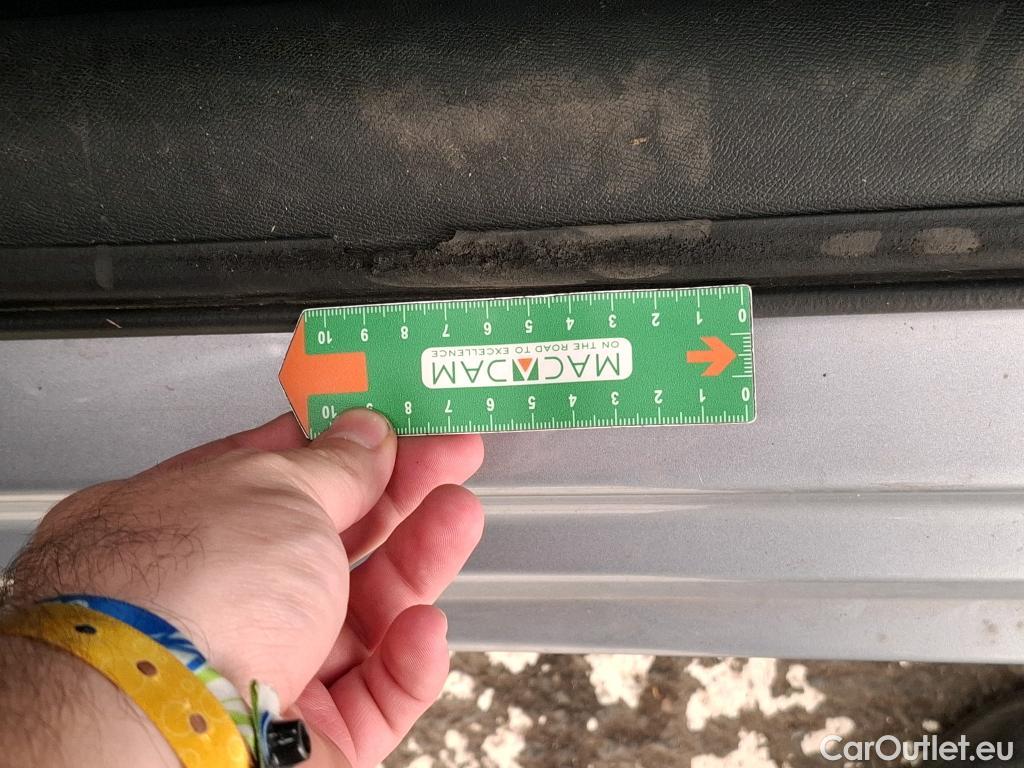 0 1 2 3 4 5 6 7 8 9 10
MACADAM
ON THE ROAD TO EXCELLENCE
0 1 2 3 4 5 6 7 8 9 10
CarOutlet.eu